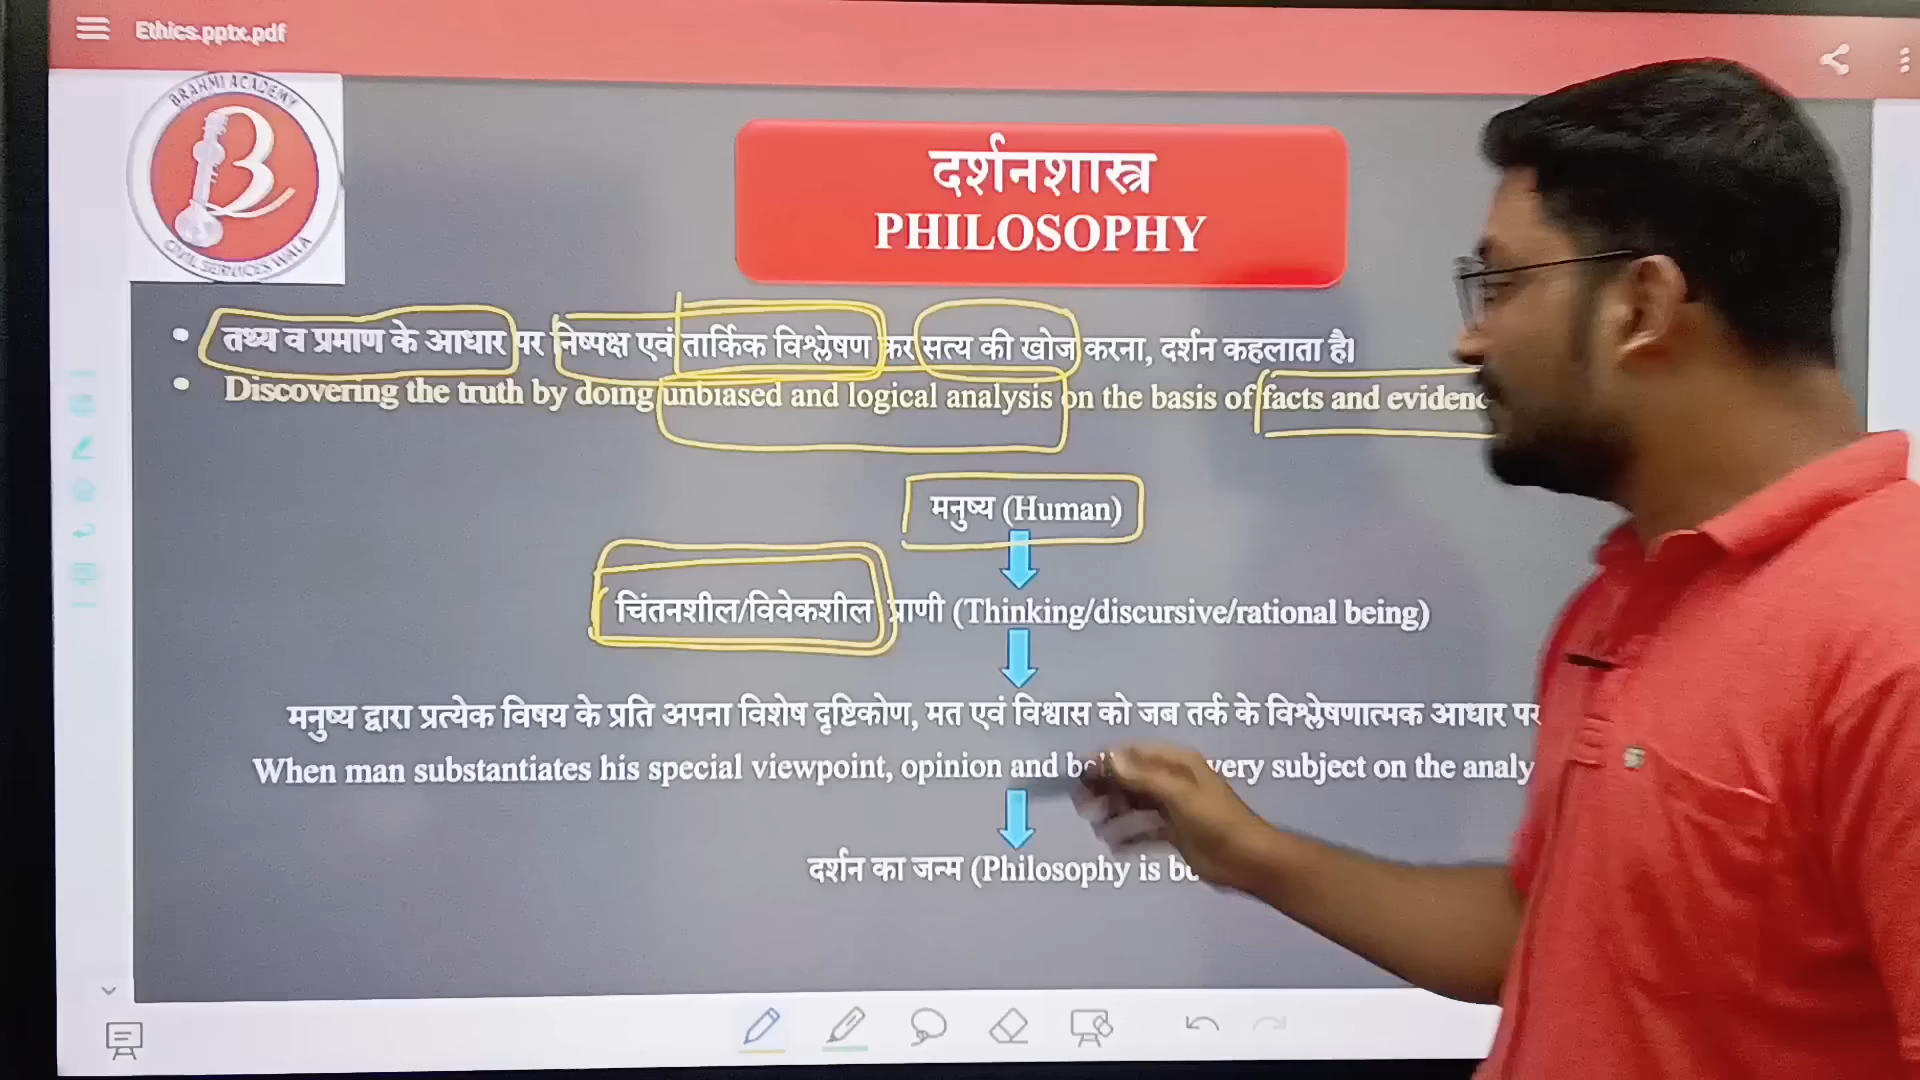 Ethics.pptx.pdf
BRAHMI ACADEMY
CIVIL SERVICES WALA
दर्शनशास्त्र
PHILOSOPHY
तथ्य व प्रमाण के आधार पर निष्पक्ष एवं तार्किक विश्लेषण कर सत्य की खोज करना, दर्शन कहलाता है।
Discovering the truth by doing unbiased and logical analysis on the basis of facts and
मनुष्य (Human)
चिंतनशील/विवेकशील प्राणी (Thinking/discursive/rational being)
मनुष्य द्वारा प्रत्येक विषय के प्रति अपना विशेष दृष्टिकोण, मत एवं विश्वास को जब तर्क के विश्लेषणात्मक आधार पर
When man substantiates his special viewpoint, opinion and subject on the
दर्शन का जन्म (Philosophy is